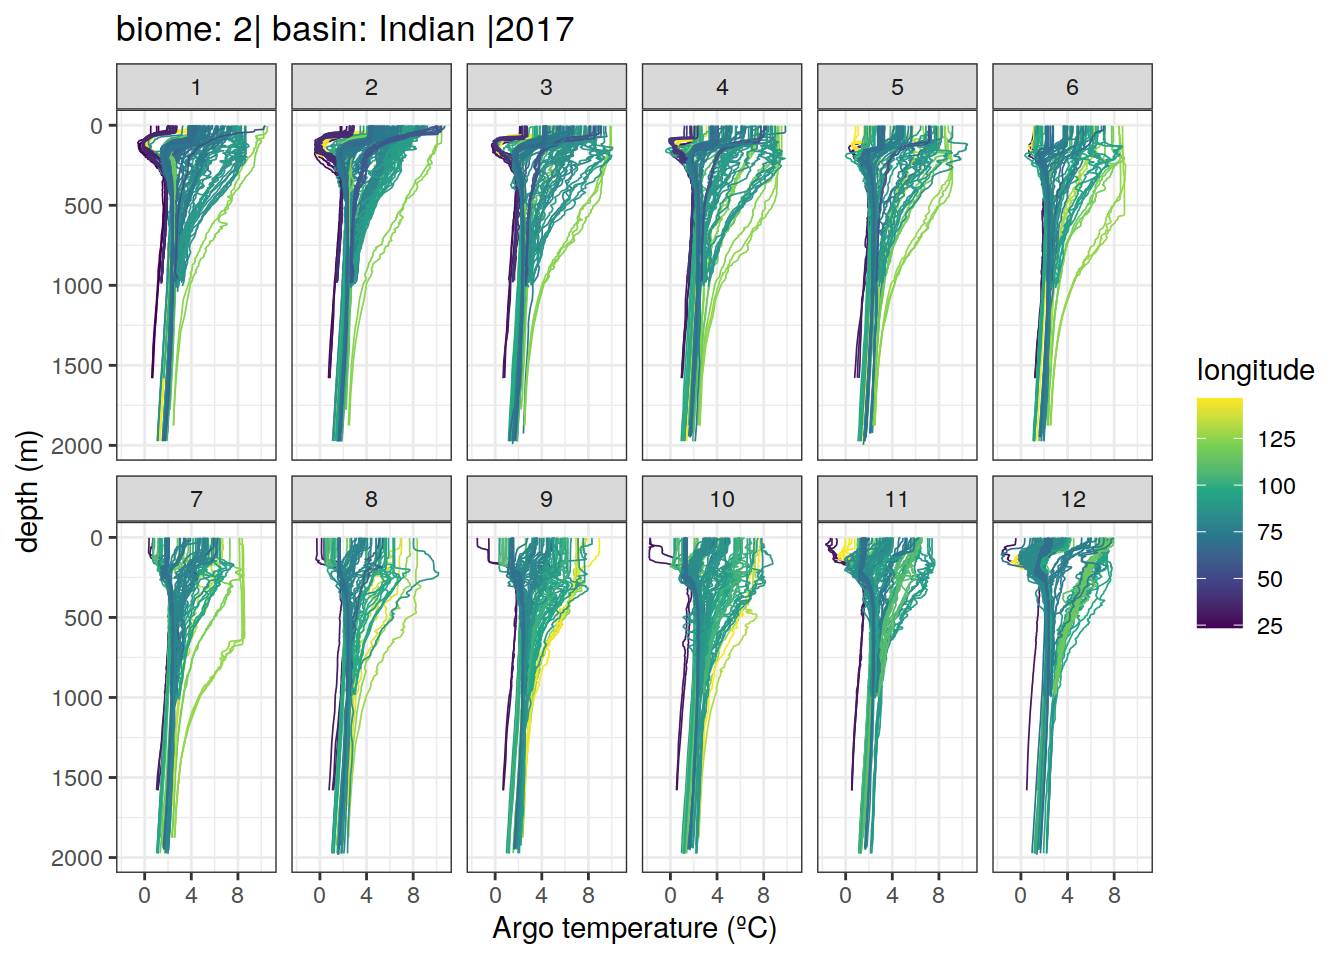 biome: 2| basin: Indian |2017
1 2 3 4 5 6
0
500
1000
1500
2000
7 8 9 10 11 12
0
500
1000
1500
2000
0 4 8 0 4 8 0 4 8 0 4 8 0 4 8 0 4 8
Argo temperature (ºC)
depth (m)
longitude
125
100
75
50
25